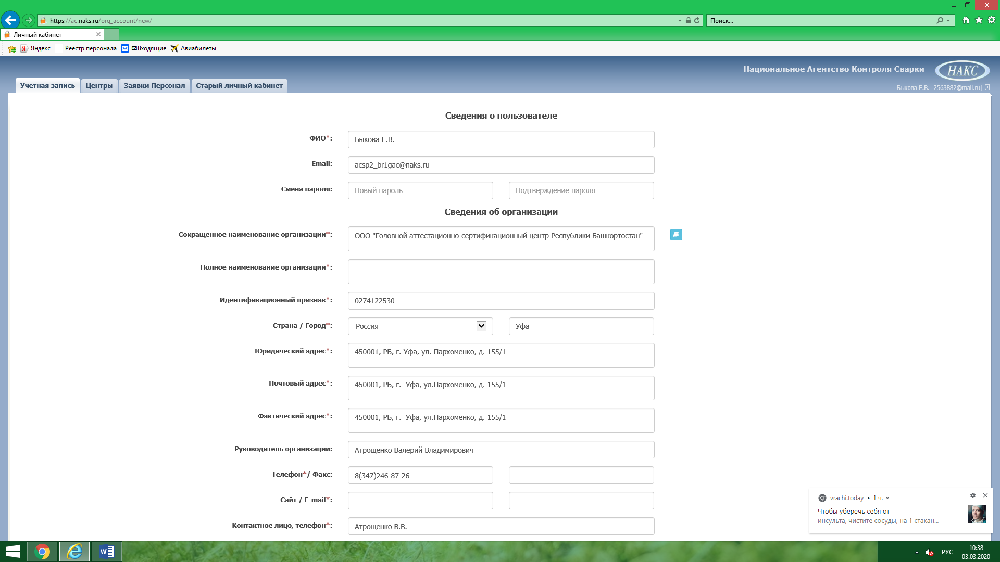 https://ac.naks.ru/org_account/new/
Поиск...
Личный кабинет
Яндекс
Реестр персонала
Входящие
Авиабилеты
Национальное Агентство Контроля Сварки
НАКС
Быкова Е.В. [2563882@mail.ru]
Учетная запись
Центры
Заявки Персонал
Старый личный кабинет
Сведения о пользователе
ФИО*: Быкова Е.В.
Email: acsp2_br1gac@naks.ru
Смена пароля: Новый пароль Подтверждение пароля
Сведения об организации
Сокращенное наименование организации*: ООО "Головной аттестационно-сертификационный центр Республики Башкортостан"
Полное наименование организации*:
Идентификационный признак*: 0274122530
Страна / Город*: Россия Уфа
Юридический адрес*: 450001, РБ, г. Уфа, ул. Пархоменко, д. 155/1
Почтовый адрес*: 450001, РБ, г.  Уфа, ул.Пархоменко, д. 155/1
Фактический адрес*: 450001, РБ, г.  Уфа, ул.Пархоменко, д. 155/1
Руководитель организации: Атрощенко Валерий Владимирович
Телефон*/ Факс: 8(347)246-87-26
Сайт / E-mail*:
Контактное лицо, телефон*: Атрощенко В.В.
vrachi.today • 1 ч.
Чтобы уберечь себя от
инсульта, чистите сосуды, на 1 стакан...
РУС
10:38
03.03.2020